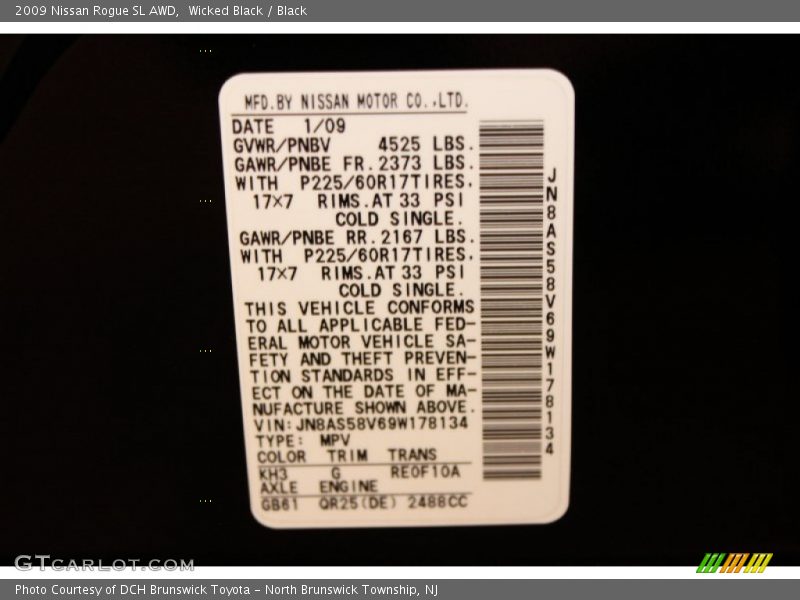 2009 Nissan Rogue SL AWD,  Wicked Black / Black
MFD.BY NISSAN MOTOR CO.,LTD.
DATE 1/09
GVWR/PNBV 4525 LBS.
GAWR/PNBE FR.2373 LBS.
WITH P225/60R17TIRES.
17×7 RIMS.AT 33 PSI
COLD SINGLE.
GAWR/PNBE RR.2167 LBS.
WITH P225/60R17TIRES.
17×7 RIMS.AT 33 PSI
COLD SINGLE.
THIS VEHICLE CONFORMS
TO ALL APPLICABLE FED-
ERAL MOTOR VEHICLE SA-
FETY AND THEFT PREVEN-
TION STANDARDS IN EFF-
ECT ON THE DATE OF MA-
NUFACTURE SHOWN ABOVE.
VIN:JN8AS58V69W178134
TYPE: MPV
COLOR TRIM TRANS
KH3 G RE0F10A
AXLE ENGINE
GB61 QR25(DE) 2488CC
JN8AS58V69W178134
GTCARLOT.COM
Photo Courtesy of DCH Brunswick Toyota – North Brunswick Township, NJ